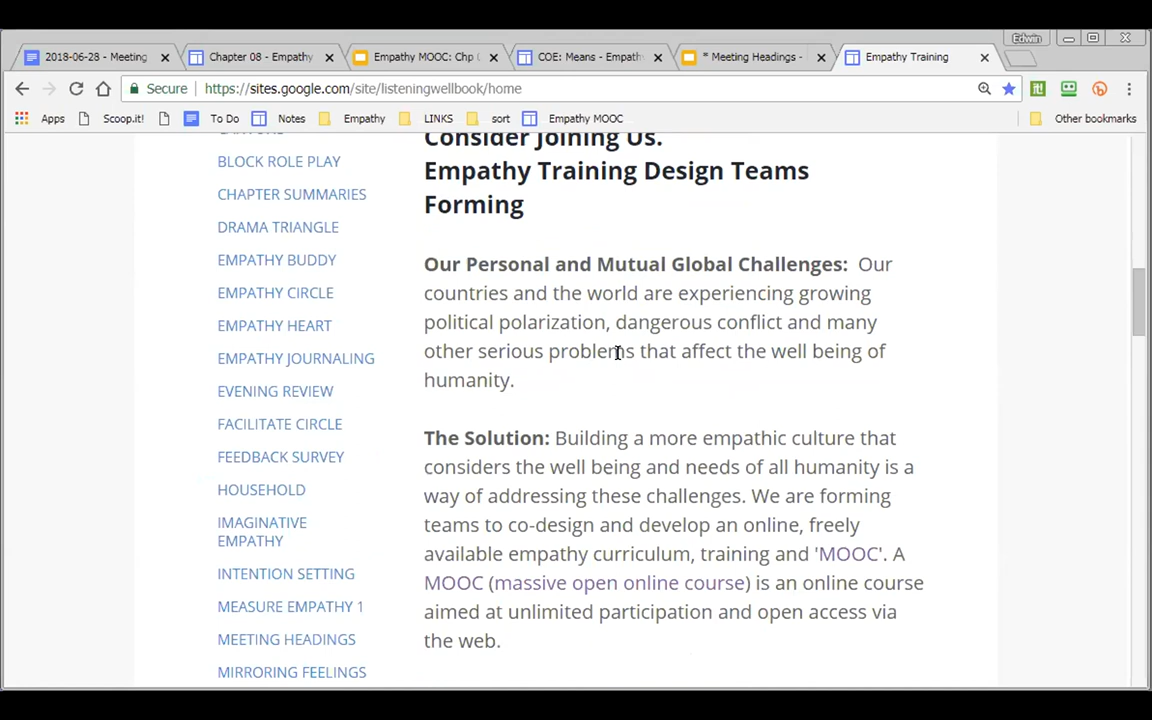 Edwin
2018-06-28 - Meeting
Chapter 08 - Empathy
Empathy MOOC: Chp
COE: Means - Empath
* Meeting Headings -
Empathy Training
Secure
https://sites.google.com/site/listeningwellbook/home
Apps
Scoop.it!
To Do
Notes
Empathy
LINKS
sort
Empathy MOOC
Other bookmarks
BLOCK ROLE PLAY
CHAPTER SUMMARIES
DRAMA TRIANGLE
EMPATHY BUDDY
EMPATHY CIRCLE
EMPATHY HEART
EMPATHY JOURNALING
EVENING REVIEW
FACILITATE CIRCLE
FEEDBACK SURVEY
HOUSEHOLD
IMAGINATIVE
EMPATHY
INTENTION SETTING
MEASURE EMPATHY 1
MEETING HEADINGS
MIRRORING FEELINGS
Consider Joining Us.
Empathy Training Design Teams
Forming
Our Personal and Mutual Global Challenges: Our
countries and the world are experiencing growing
political polarization, dangerous conflict and many
other serious problems that affect the well being of
humanity.
The Solution: Building a more empathic culture that
considers the well being and needs of all humanity is a
way of addressing these challenges. We are forming
teams to co-design and develop an online, freely
available empathy curriculum, training and 'MOOC'. A
MOOC (massive open online course) is an online course
aimed at unlimited participation and open access via
the web.